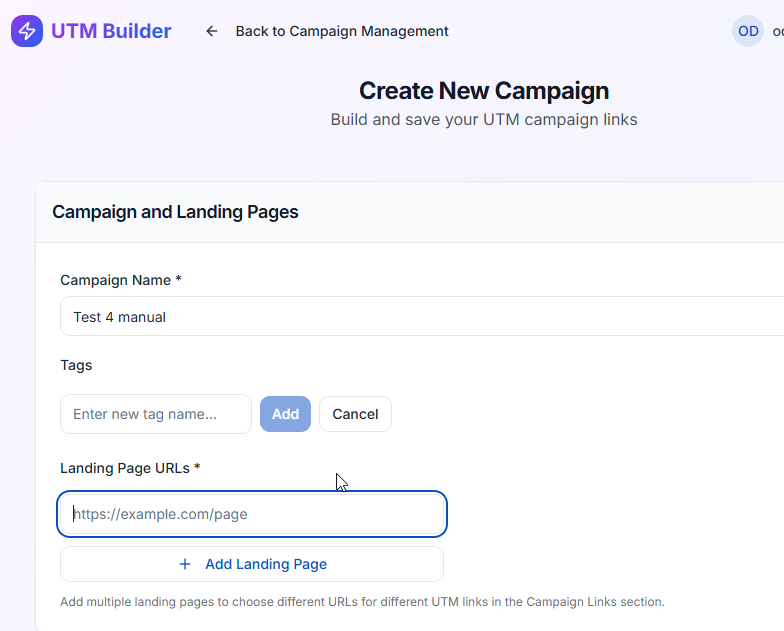 UTM Builder
Back to Campaign Management
OD
Create New Campaign
Build and save your UTM campaign links
Campaign and Landing Pages
Campaign Name *
Test 4 manual
Tags
Enter new tag name...
Add
Cancel
Landing Page URLs *
https://example.com/page
+ Add Landing Page
Add multiple landing pages to choose different URLs for different UTM links in the Campaign Links section.